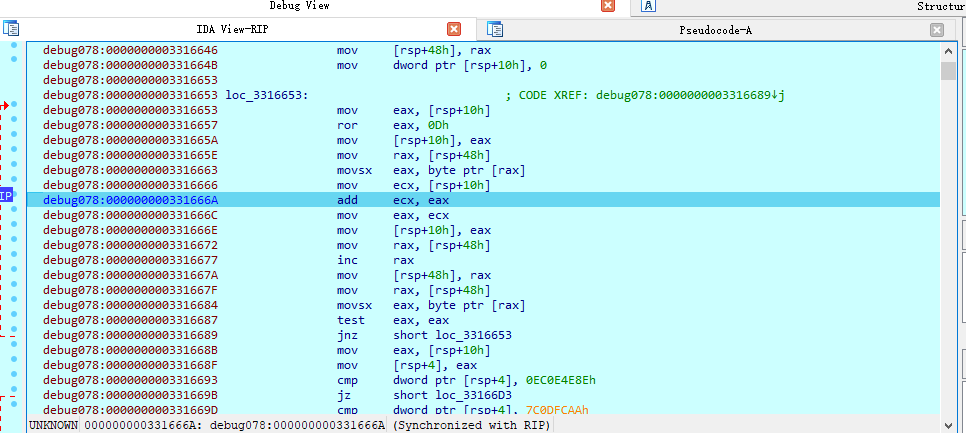 Debug View
Structur
IDA View-RIP
Pseudocode-A
debug078:0000000003316646 mov [rsp+48h], rax
debug078:000000000331664B mov dword ptr [rsp+10h], 0
debug078:0000000003316653
debug078:0000000003316653 loc_3316653: ; CODE XREF: debug078:0000000003316689↓j
debug078:0000000003316653 mov eax, [rsp+10h]
debug078:0000000003316657 ror eax, 0Dh
debug078:000000000331665A mov [rsp+10h], eax
debug078:000000000331665E mov rax, [rsp+48h]
debug078:0000000003316663 movsx eax, byte ptr [rax]
debug078:0000000003316666 mov ecx, [rsp+10h]
IP debug078:000000000331666A add ecx, eax
debug078:000000000331666C mov eax, ecx
debug078:000000000331666E mov [rsp+10h], eax
debug078:0000000003316672 mov rax, [rsp+48h]
debug078:0000000003316677 inc rax
debug078:000000000331667A mov [rsp+48h], rax
debug078:000000000331667F mov rax, [rsp+48h]
debug078:0000000003316684 movsx eax, byte ptr [rax]
debug078:0000000003316687 test eax, eax
debug078:0000000003316689 jnz short loc_3316653
debug078:000000000331668B mov eax, [rsp+10h]
debug078:000000000331668F mov [rsp+4], eax
debug078:0000000003316693 cmp dword ptr [rsp+4], 0EC0E4E8Eh
debug078:000000000331669B jz short loc_33166D3
debug078:000000000331669D cmp dword ptr [rsp+4], 7C0DFCAAh
UNKNOWN 000000000331666A: debug078:000000000331666A (Synchronized with RIP)